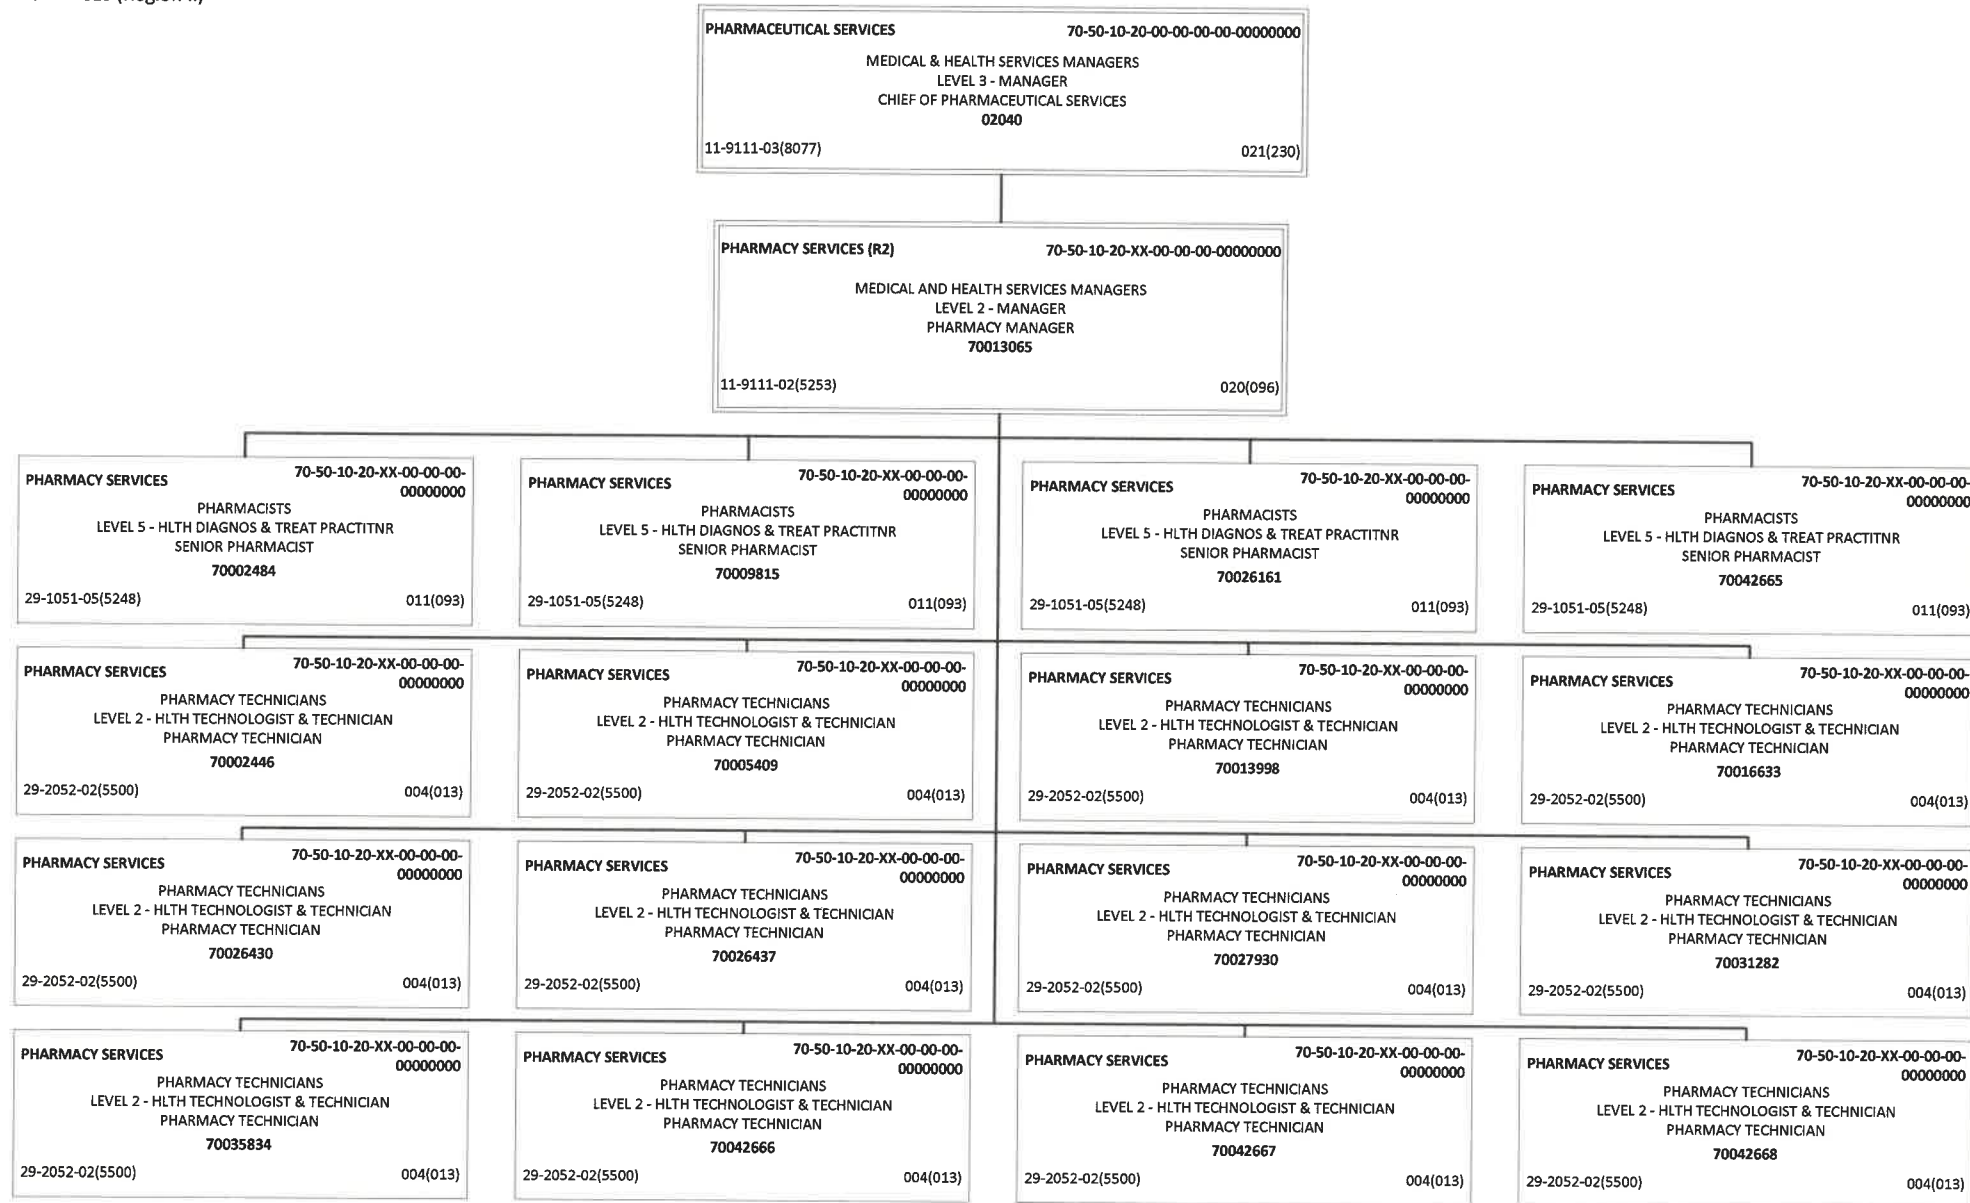 PHARMACEUTICAL SERVICES 70-50-10-20-00-00-00-00-00000000
MEDICAL & HEALTH SERVICES MANAGERS
LEVEL 3 - MANAGER
CHIEF OF PHARMACEUTICAL SERVICES
02040
11-9111-03(8077) 021(230)
PHARMACY SERVICES (R2) 70-50-10-20-XX-00-00-00-00000000
MEDICAL AND HEALTH SERVICES MANAGERS
LEVEL 2 - MANAGER
PHARMACY MANAGER
70013065
11-9111-02(5253) 020(096)
PHARMACY SERVICES 70-50-10-20-XX-00-00-00-
00000000
PHARMACISTS
LEVEL 5 - HLTH DIAGNOS & TREAT PRACTITNR
SENIOR PHARMACIST
70002484
29-1051-05(5248) 011(093)
PHARMACY SERVICES 70-50-10-20-XX-00-00-00-
00000000
PHARMACISTS
LEVEL 5 - HLTH DIAGNOS & TREAT PRACTITNR
SENIOR PHARMACIST
70009815
29-1051-05(5248) 011(093)
PHARMACY SERVICES 70-50-10-20-XX-00-00-00-
00000000
PHARMACISTS
LEVEL 5 - HLTH DIAGNOS & TREAT PRACTITNR
SENIOR PHARMACIST
70026161
29-1051-05(5248) 011(093)
PHARMACY SERVICES 70-50-10-20-XX-00-00-00-
00000000
PHARMACISTS
LEVEL 5 - HLTH DIAGNOS & TREAT PRACTITNR
SENIOR PHARMACIST
70042665
29-1051-05(5248) 011(093)
PHARMACY SERVICES 70-50-10-20-XX-00-00-00-
00000000
PHARMACY TECHNICIANS
LEVEL 2 - HLTH TECHNOLOGIST & TECHNICIAN
PHARMACY TECHNICIAN
70002446
29-2052-02(5500) 004(013)
PHARMACY SERVICES 70-50-10-20-XX-00-00-00-
00000000
PHARMACY TECHNICIANS
LEVEL 2 - HLTH TECHNOLOGIST & TECHNICIAN
PHARMACY TECHNICIAN
70005409
29-2052-02(5500) 004(013)
PHARMACY SERVICES 70-50-10-20-XX-00-00-00-
00000000
PHARMACY TECHNICIANS
LEVEL 2 - HLTH TECHNOLOGIST & TECHNICIAN
PHARMACY TECHNICIAN
70013998
29-2052-02(5500) 004(013)
PHARMACY SERVICES 70-50-10-20-XX-00-00-00-
00000000
PHARMACY TECHNICIANS
LEVEL 2 - HLTH TECHNOLOGIST & TECHNICIAN
PHARMACY TECHNICIAN
70016633
29-2052-02(5500) 004(013)
PHARMACY SERVICES 70-50-10-20-XX-00-00-00-
00000000
PHARMACY TECHNICIANS
LEVEL 2 - HLTH TECHNOLOGIST & TECHNICIAN
PHARMACY TECHNICIAN
70026430
29-2052-02(5500) 004(013)
PHARMACY SERVICES 70-50-10-20-XX-00-00-00-
00000000
PHARMACY TECHNICIANS
LEVEL 2 - HLTH TECHNOLOGIST & TECHNICIAN
PHARMACY TECHNICIAN
70026437
29-2052-02(5500) 004(013)
PHARMACY SERVICES 70-50-10-20-XX-00-00-00-
00000000
PHARMACY TECHNICIANS
LEVEL 2 - HLTH TECHNOLOGIST & TECHNICIAN
PHARMACY TECHNICIAN
70027930
29-2052-02(5500) 004(013)
PHARMACY SERVICES 70-50-10-20-XX-00-00-00-
00000000
PHARMACY TECHNICIANS
LEVEL 2 - HLTH TECHNOLOGIST & TECHNICIAN
PHARMACY TECHNICIAN
70031282
29-2052-02(5500) 004(013)
PHARMACY SERVICES 70-50-10-20-XX-00-00-00-
00000000
PHARMACY TECHNICIANS
LEVEL 2 - HLTH TECHNOLOGIST & TECHNICIAN
PHARMACY TECHNICIAN
70035834
29-2052-02(5500) 004(013)
PHARMACY SERVICES 70-50-10-20-XX-00-00-00-
00000000
PHARMACY TECHNICIANS
LEVEL 2 - HLTH TECHNOLOGIST & TECHNICIAN
PHARMACY TECHNICIAN
70042666
29-2052-02(5500) 004(013)
PHARMACY SERVICES 70-50-10-20-XX-00-00-00-
00000000
PHARMACY TECHNICIANS
LEVEL 2 - HLTH TECHNOLOGIST & TECHNICIAN
PHARMACY TECHNICIAN
70042667
29-2052-02(5500) 004(013)
PHARMACY SERVICES 70-50-10-20-XX-00-00-00-
00000000
PHARMACY TECHNICIANS
LEVEL 2 - HLTH TECHNOLOGIST & TECHNICIAN
PHARMACY TECHNICIAN
70042668
29-2052-02(5500) 004(013)